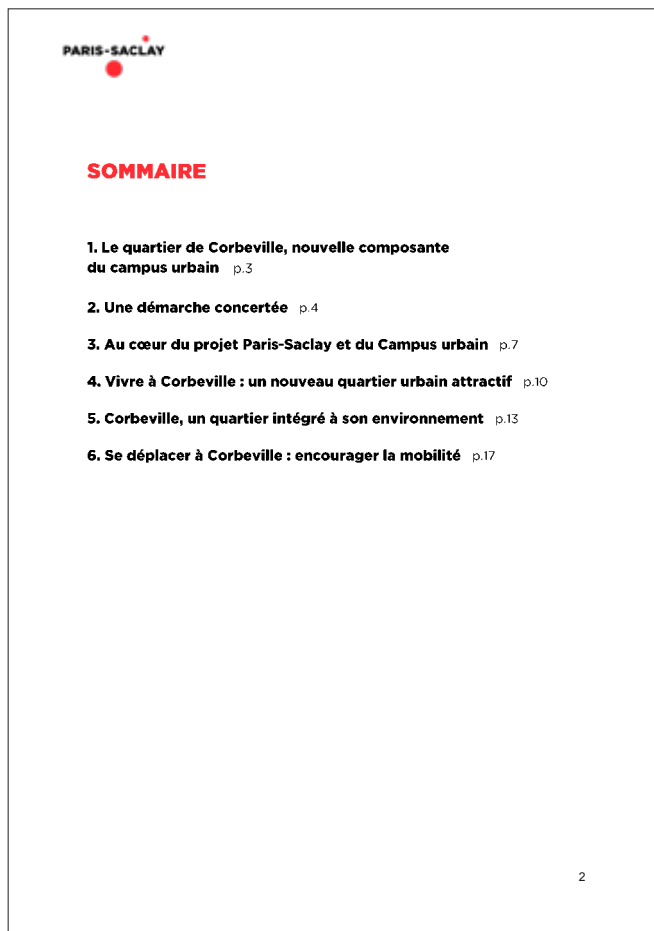 PARIS-SACLAY
SOMMAIRE
1. Le quartier de Corbeville, nouvelle composante
du campus urbain p.3
2. Une démarche concertée p.4
3. Au cœur du projet Paris-Saclay et du Campus urbain p.7
4. Vivre à Corbeville : un nouveau quartier urbain attractif p.10
5. Corbeville, un quartier intégré à son environnement p.13
6. Se déplacer à Corbeville : encourager la mobilité p.17
2